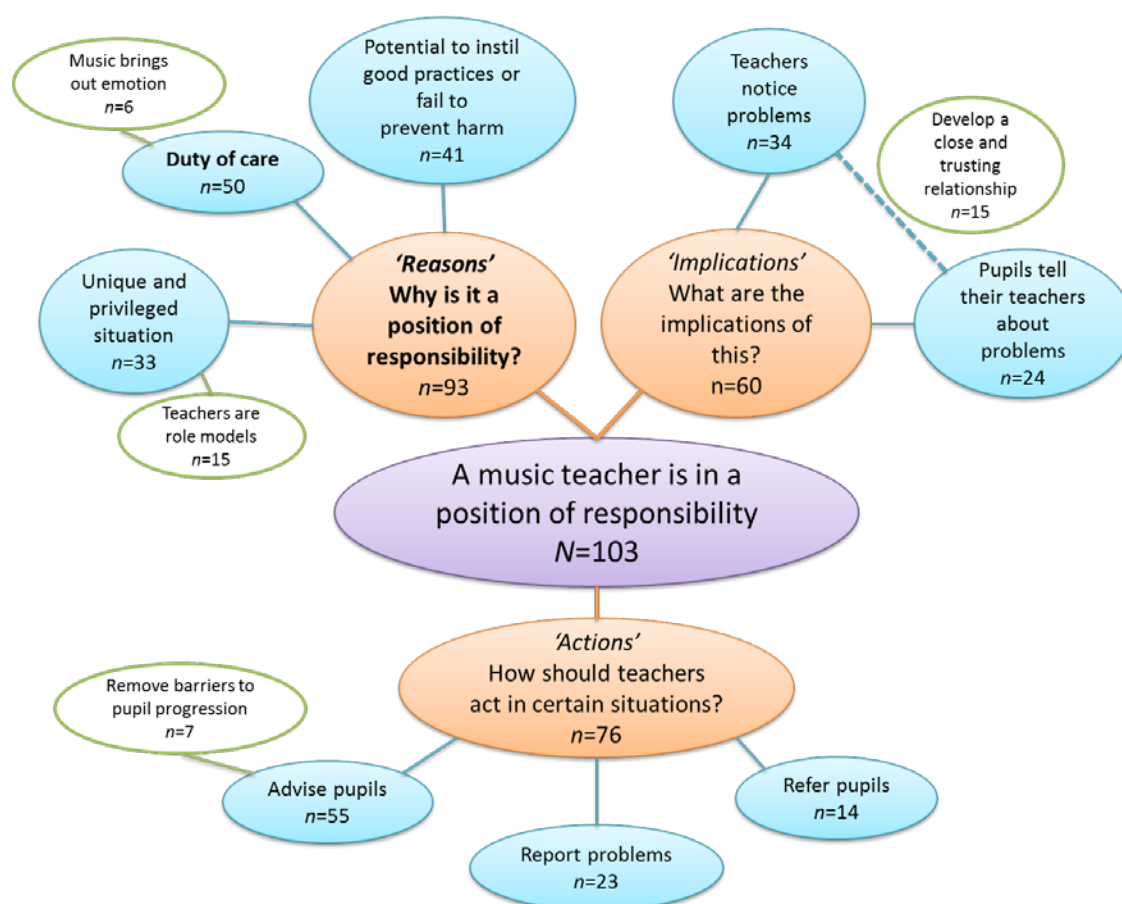 Music brings
out emotion
n=6
Duty of care
n=50
Potential to instil
good practices or
fail to
prevent harm
n=41
Teachers
notice
problems
n=34
Develop a
close and
trusting
relationship
n=15
Unique and
privileged
situation
n=33
Teachers are
role models
n=15
‘Reasons’
Why is it a
position of
responsibility?
n=93
‘Implications’
What are the
implications of
this?
n=60
Pupils tell
their teachers
about
problems
n=24
A music teacher is in a
position of responsibility
N=103
‘Actions’
How should teachers
act in certain situations?
n=76
Remove barriers to
pupil progression
n=7
Advise pupils
n=55
Report problems
n=23
Refer pupils
n=14